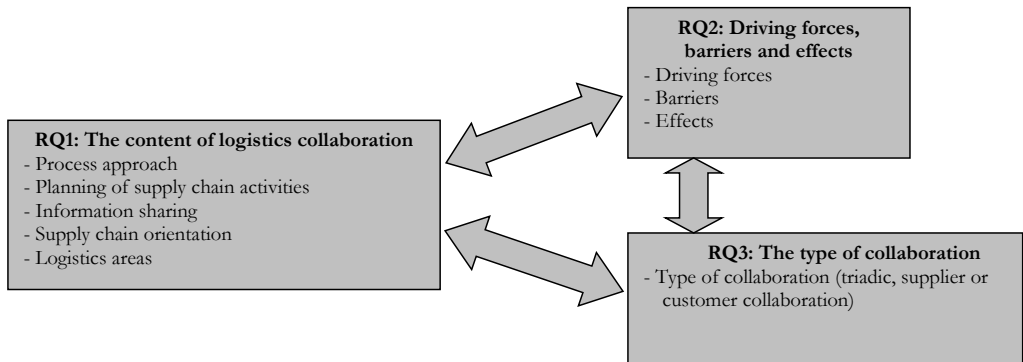 RQ2: Driving forces,
barriers and effects
- Driving forces
- Barriers
- Effects
RQ1: The content of logistics collaboration
- Process approach
- Planning of supply chain activities
- Information sharing
- Supply chain orientation
- Logistics areas
RQ3: The type of collaboration
- Type of collaboration (triadic, supplier or
customer collaboration)